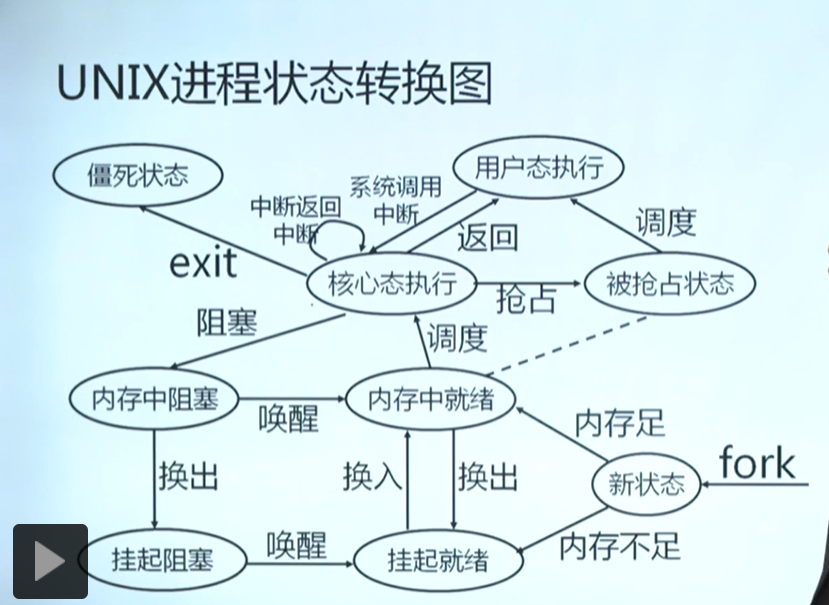 UNIX进程状态转换图
僵死状态
用户态执行
系统调用
中断
中断返回
中断
调度
返回
exit
核心态执行
抢占
被抢占状态
阻塞
调度
内存中阻塞
唤醒
内存中就绪
内存足
fork
换出
换入
换出
新状态
内存不足
挂起阻塞
唤醒
挂起就绪